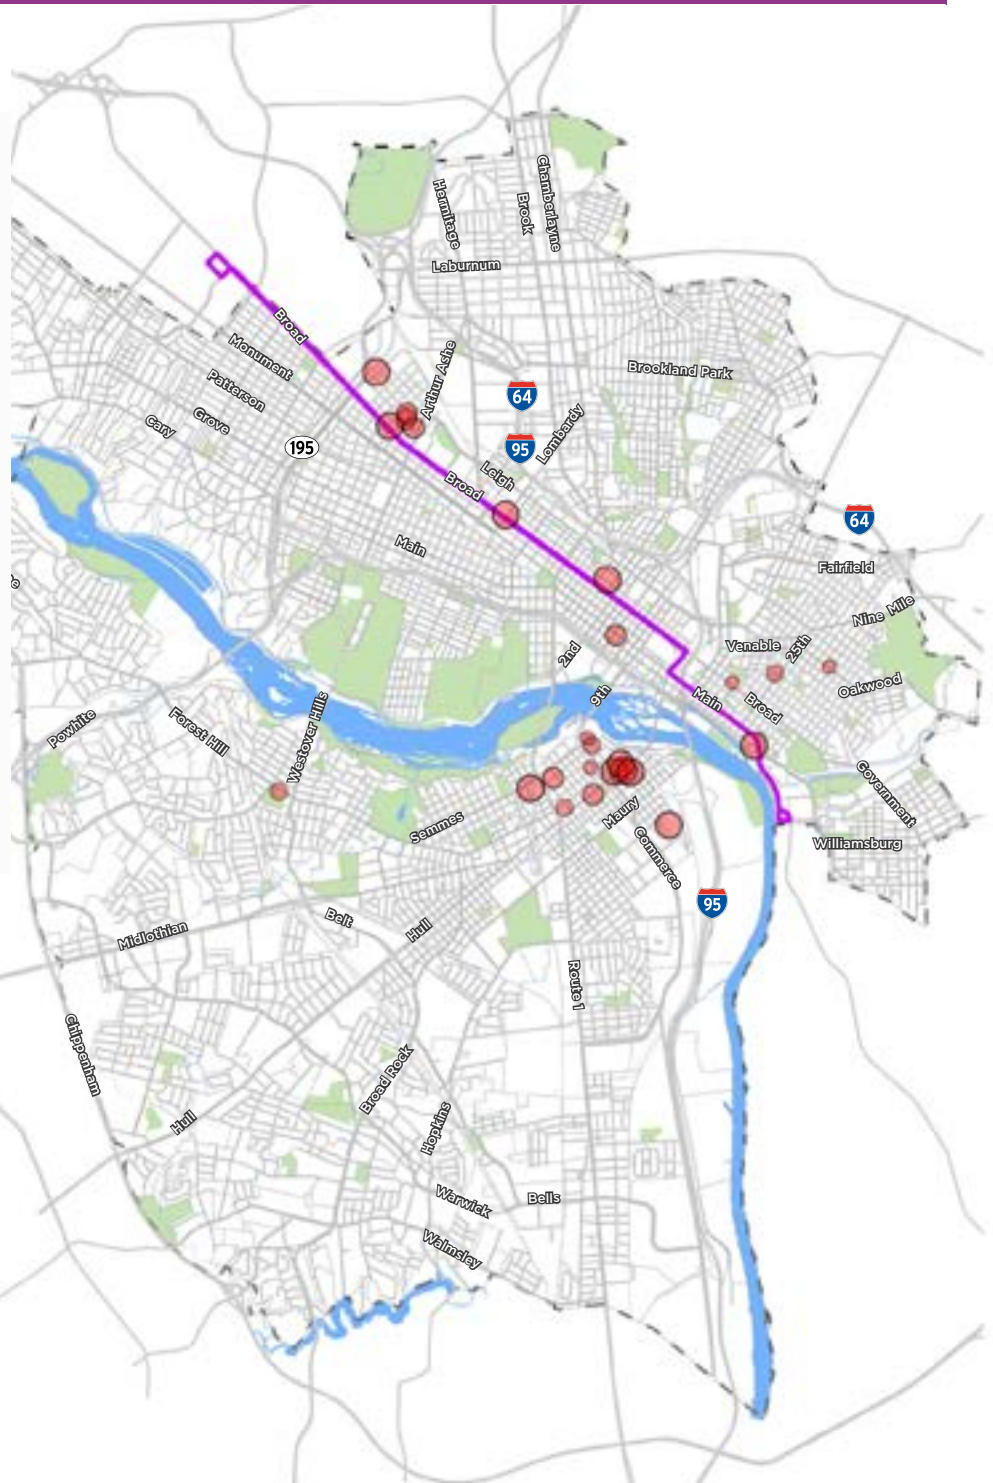 Hermitage
Brook
Chamberlayne
Laburnum
Broad
Monument
Arthur Ashe
Brookland Park
Patterson
64
Grove
Cary
195
95
Lombardy
Leigh
Broad
64
Main
Fairfield
Nine Mile
2nd
Venable
25th
Oakwood
9th
Main
Broad
Powhite
Forest Hill
Westover Hills
Government
Semmes
Maury
Williamsburg
Commerce
95
Belt
Midlothian
Hull
Route 1
Chippenham
Broad Rock
Hull
Hopkins
Warwick
Bells
Walmsley